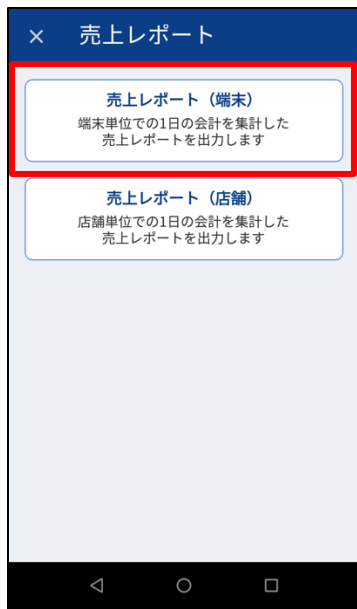 × 売上レポート
売上レポート（端末）
端末単位での1日の会計を集計した
売上レポートを出力します
売上レポート（店舗）
店舗単位での1日の会計を集計した
売上レポートを出力します